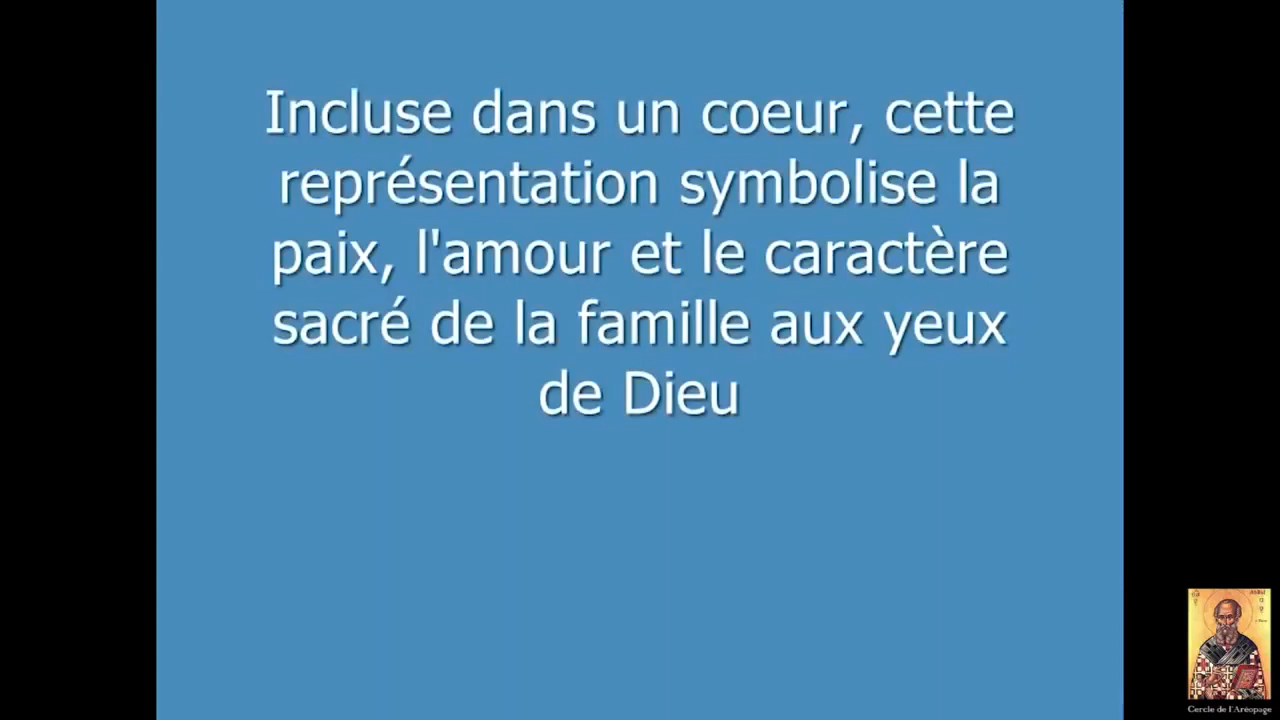 Incluse dans un coeur, cette
représentation symbolise la
paix, l'amour et le caractère
sacré de la famille aux yeux
de Dieu
Cercle de l'Aréopage